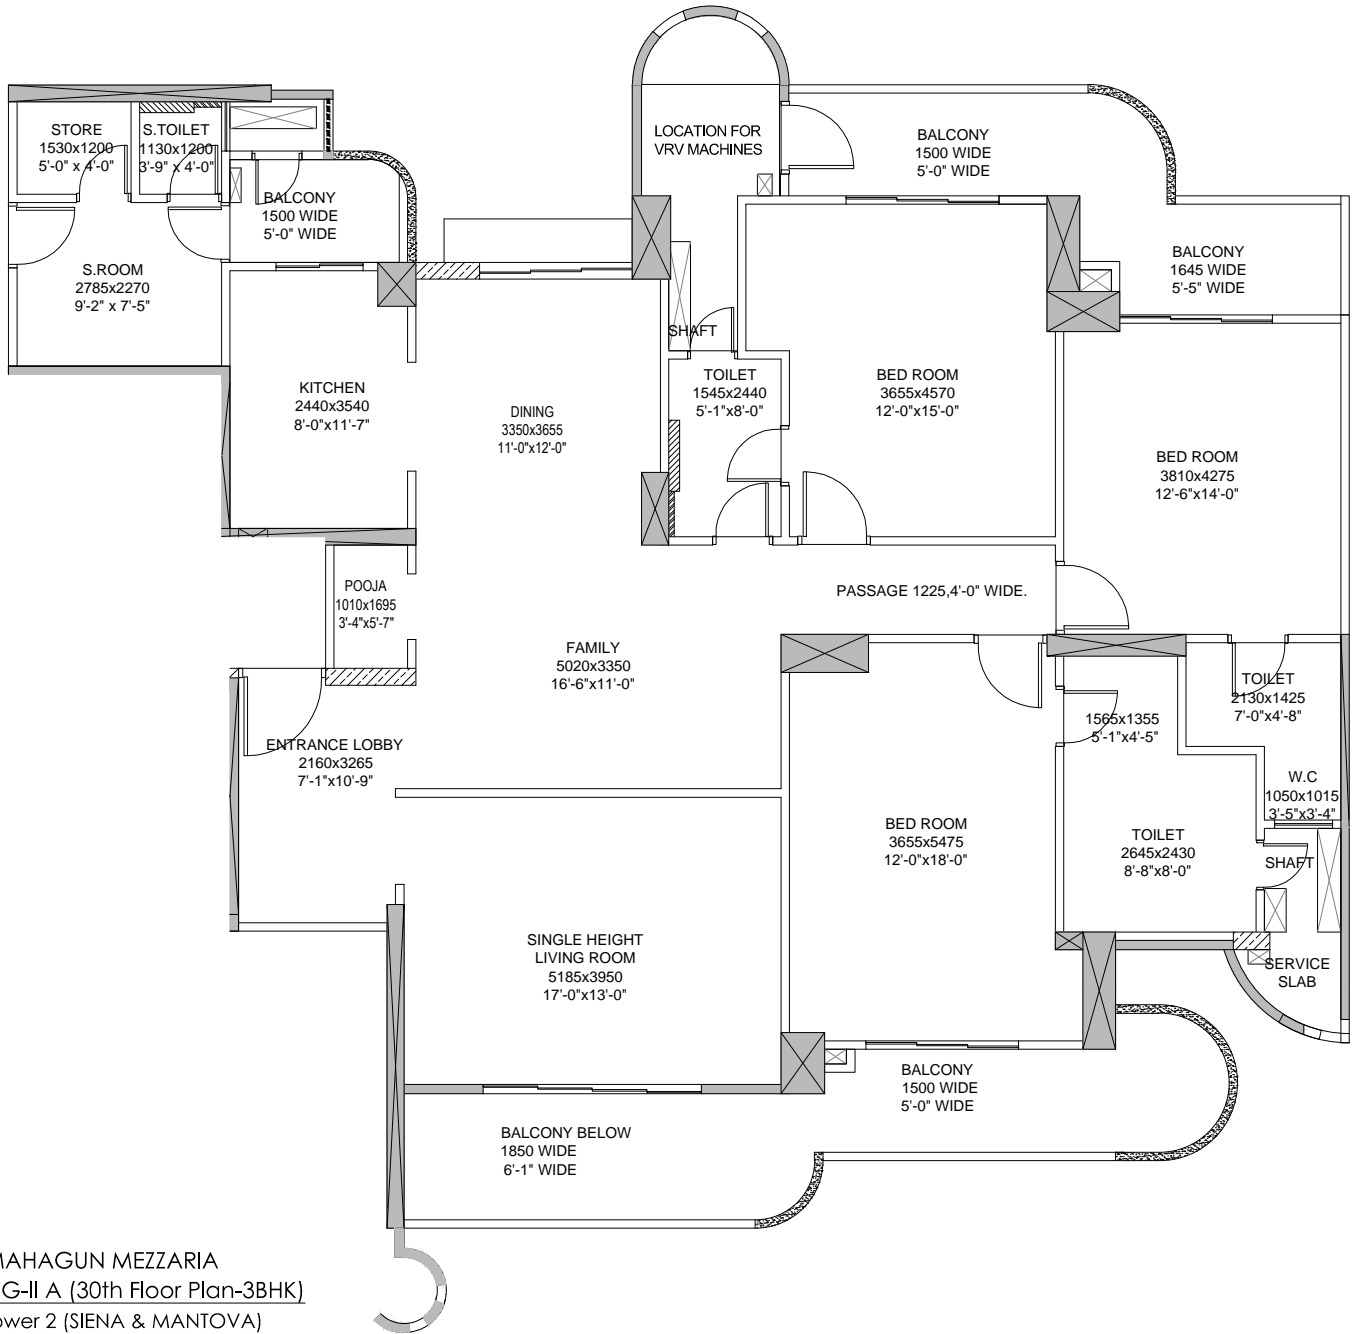 STORE
1530x1200
5'-0" x 4'-0"
S.TOILET
1130x1200
3'-9" x 4'-0"
LOCATION FOR
VRV MACHINES
BALCONY
1500 WIDE
5'-0" WIDE
BALCONY
1500 WIDE
5'-0" WIDE
BALCONY
1645 WIDE
5'-5" WIDE
S.ROOM
2785x2270
9'-2" x 7'-5"
SHAFT
KITCHEN
2440x3540
8'-0"x11'-7"
DINING
3350x3655
11'-0"x12'-0"
TOILET
1545x2440
5'-1"x8'-0"
BED ROOM
3655x4570
12'-0"x15'-0"
BED ROOM
3810x4275
12'-6"x14'-0"
POOJA
1010x1695
3'-4"x5'-7"
PASSAGE 1225,4'-0" WIDE.
FAMILY
5020x3350
16'-6"x11'-0"
TOILET
2130x1425
7'-0"x4'-8"
1565x1355
5'-1"x4'-5"
ENTRANCE LOBBY
2160x3265
7'-1"x10'-9"
W.C
1050x1015
3'-5"x3'-4"
BED ROOM
3655x5475
12'-0"x18'-0"
TOILET
2645x2430
8'-8"x8'-0"
SHAFT
SINGLE HEIGHT
LIVING ROOM
5185x3950
17'-0"x13'-0"
SERVICE
SLAB
BALCONY
1500 WIDE
5'-0" WIDE
BALCONY BELOW
1850 WIDE
6'-1" WIDE
MAHAGUN MEZZARIA
G-II A (30th Floor Plan-3BHK)
ower 2 (SIENA & MANTOVA)